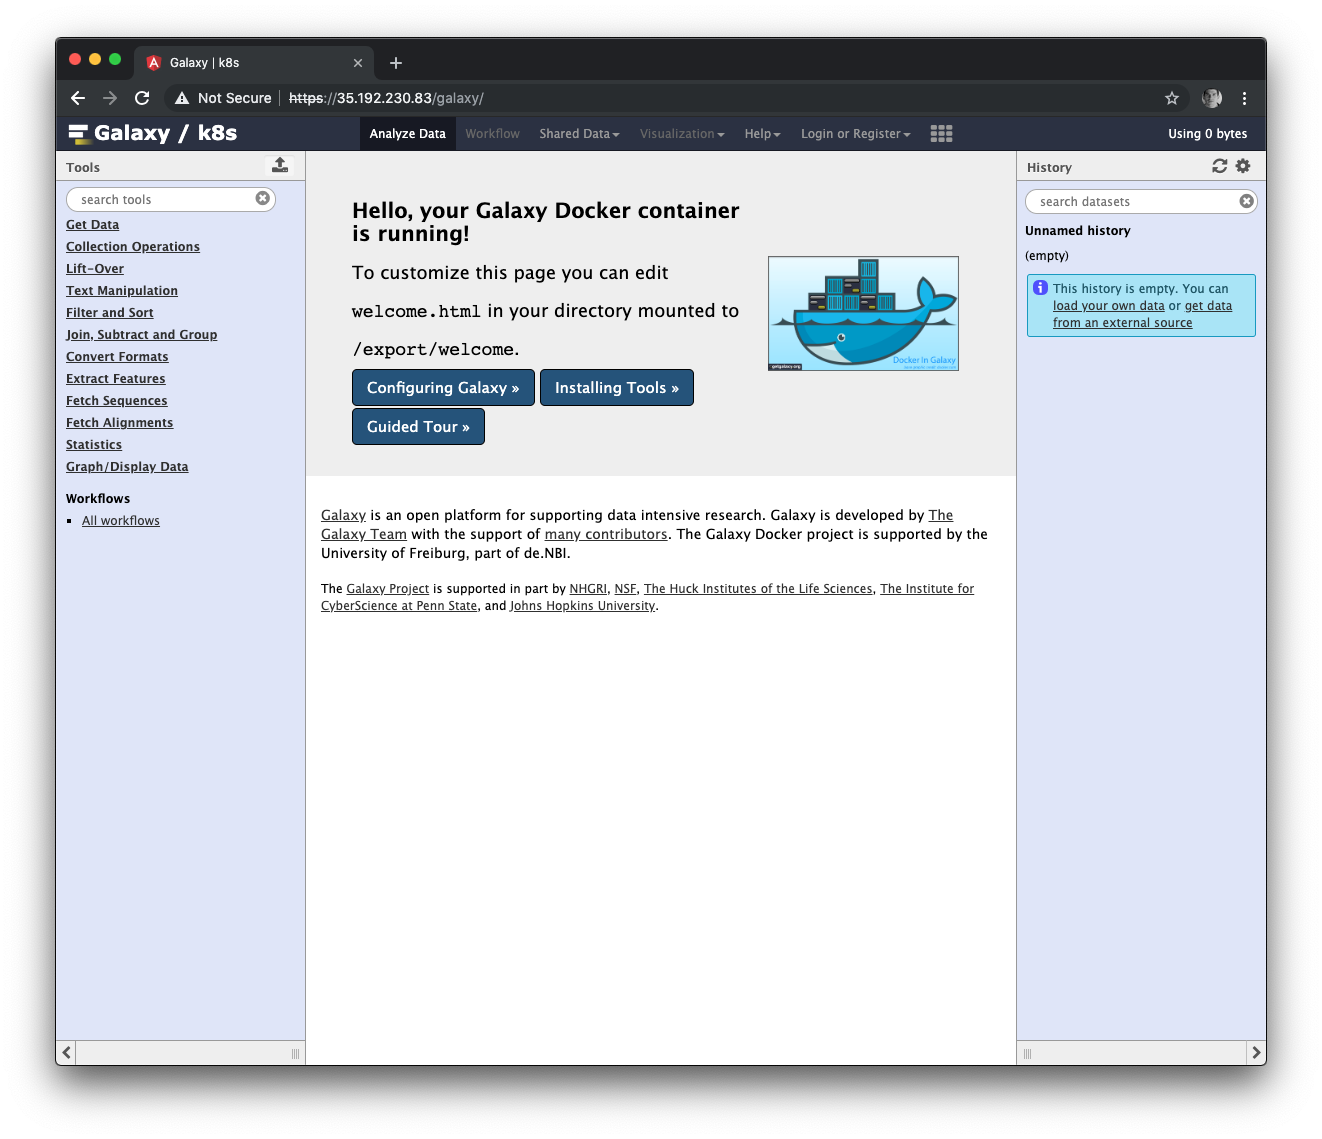 Galaxy | k8s
Not Secure | https://35.192.230.83/galaxy/
Galaxy / k8s
Analyze Data
Workflow
Shared Data
Visualization
Help
Login or Register
Using 0 bytes
Tools
search tools
Get Data
Collection Operations
Lift-Over
Text Manipulation
Filter and Sort
Join, Subtract and Group
Convert Formats
Extract Features
Fetch Sequences
Fetch Alignments
Statistics
Graph/Display Data
Workflows
All workflows
Hello, your Galaxy Docker container
is running!
To customize this page you can edit
welcome.html in your directory mounted to
/export/welcome.
Configuring Galaxy »
Installing Tools »
Guided Tour »
Docker in Galaxy
getgalaxy.org
Galaxy is an open platform for supporting data intensive research. Galaxy is developed by The
Galaxy Team with the support of many contributors. The Galaxy Docker project is supported by the
University of Freiburg, part of de.NBI.
The Galaxy Project is supported in part by NHGRI, NSF, The Huck Institutes of the Life Sciences, The Institute for
CyberScience at Penn State, and Johns Hopkins University.
History
search datasets
Unnamed history
(empty)
This history is empty. You can
load your own data or get data
from an external source